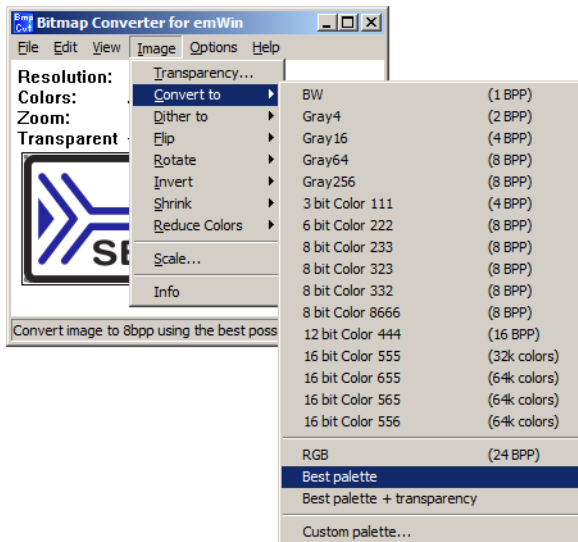 Bmp Cvt Bitmap Converter for emWin
File Edit View Image Options Help
Resolution:
Colors:
Zoom:
Transparent
SE
Transparency...
Convert to
Dither to
Flip
Rotate
Invert
Shrink
Reduce Colors
Scale...
Info
Convert image to 8bpp using the best poss
BW (1 BPP)
Gray4 (2 BPP)
Gray16 (4 BPP)
Gray64 (8 BPP)
Gray256 (8 BPP)
3 bit Color 111 (4 BPP)
6 bit Color 222 (8 BPP)
8 bit Color 233 (8 BPP)
8 bit Color 323 (8 BPP)
8 bit Color 332 (8 BPP)
8 bit Color 8666 (8 BPP)
12 bit Color 444 (16 BPP)
16 bit Color 555 (32k colors)
16 bit Color 655 (64k colors)
16 bit Color 565 (64k colors)
16 bit Color 556 (64k colors)
RGB (24 BPP)
Best palette
Best palette + transparency
Custom palette...